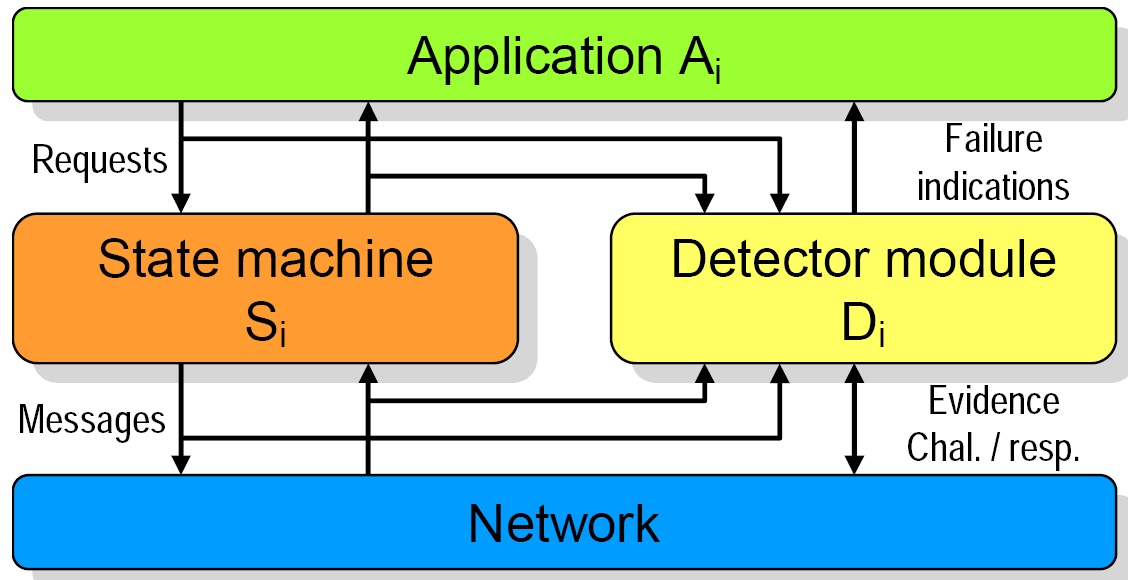 Application Ai
Requests
Failure
indications
State machine
Si
Detector module
Di
Messages
Evidence
Chal. / resp.
Network